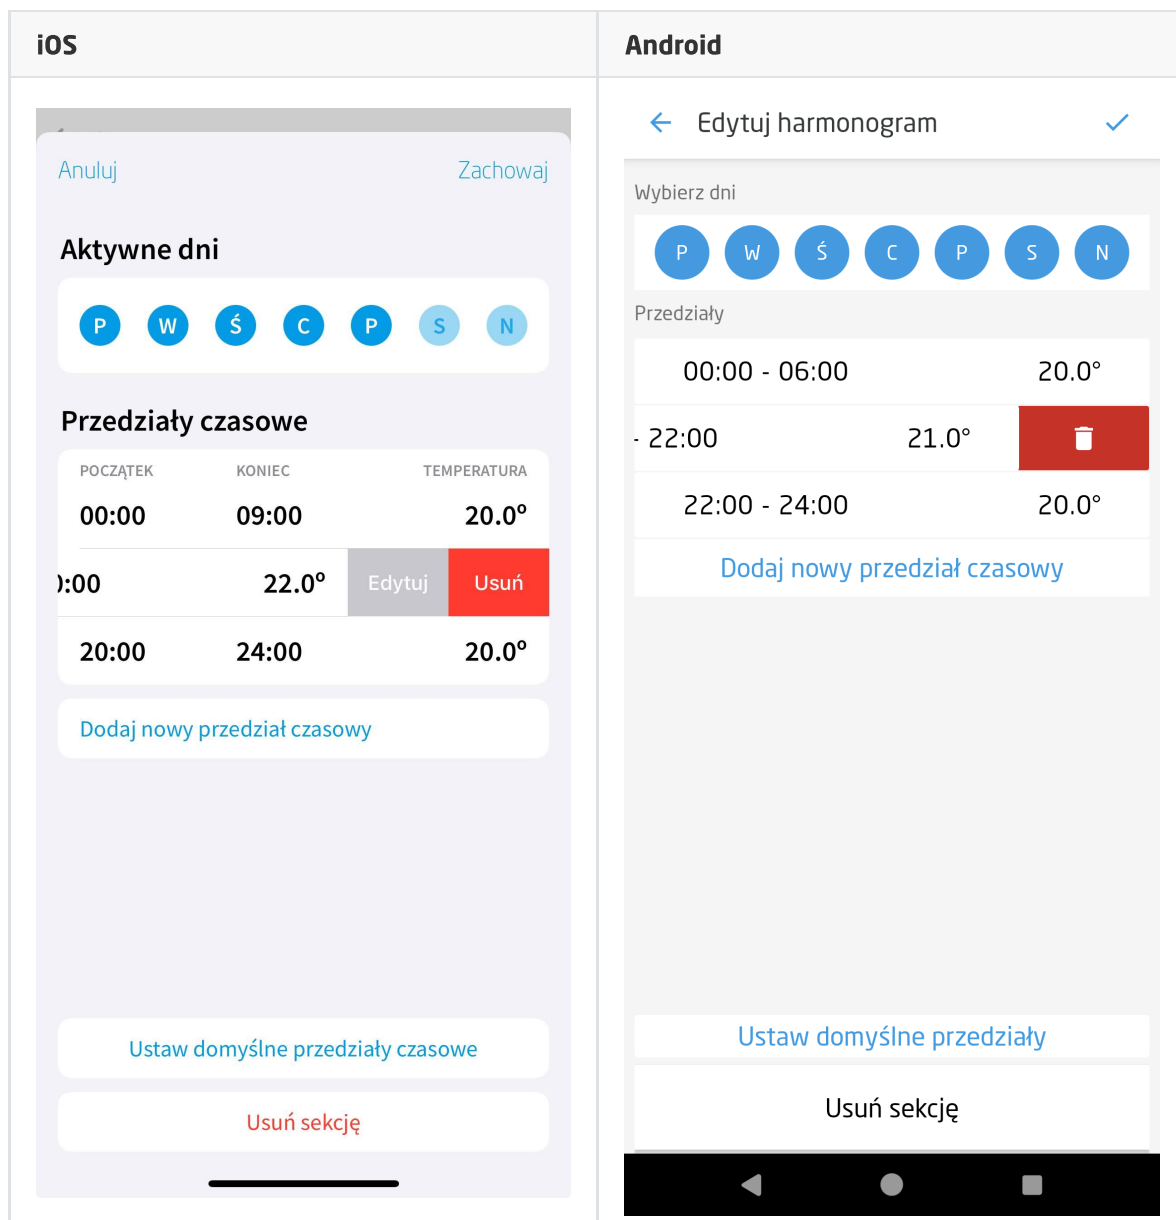 iOS
Anuluj
Zachowaj
Aktywne dni
P W Ś C P S N
Przedziały czasowe
POCZĄTEK KONIEC TEMPERATURA
00:00 09:00 20.0°
:00 22.0° Edytuj Usuń
20:00 24:00 20.0°
Dodaj nowy przedział czasowy
Ustaw domyślne przedziały czasowe
Usuń sekcję
Android
Edytuj harmonogram
Wybierz dni
P W Ś C P S N
Przedziały
00:00 - 06:00 20.0°
- 22:00 21.0°
22:00 - 24:00 20.0°
Dodaj nowy przedział czasowy
Ustaw domyślne przedziały
Usuń sekcję